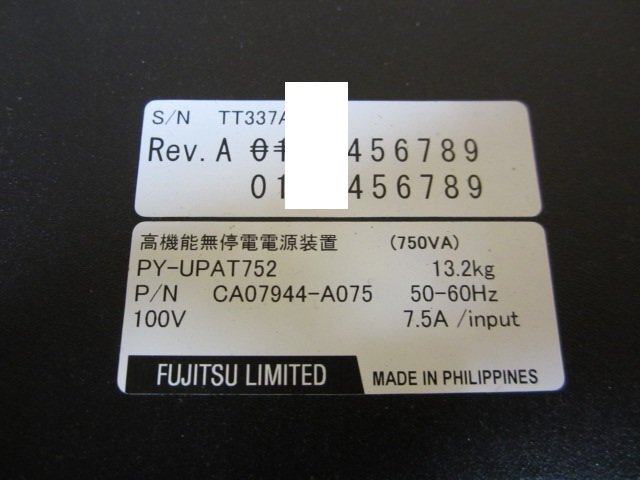 S/N TT337A
Rev. A 01 456789
01 456789
高機能無停電電源装置 (750VA)
PY-UPAT752 13.2kg
P/N CA07944-A075 50-60Hz
100V 7.5A /input
FUJITSU LIMITED MADE IN PHILIPPINES